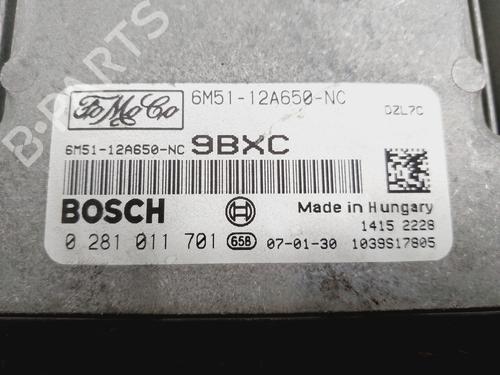 B-PARTS
FoMoCo 6M51-12A650-NC DZL7C
6M51-12A650-NC 9BXC
BOSCH Made in Hungary
1415 2228
0 281 011 701 658 07-01-30 1039S17805